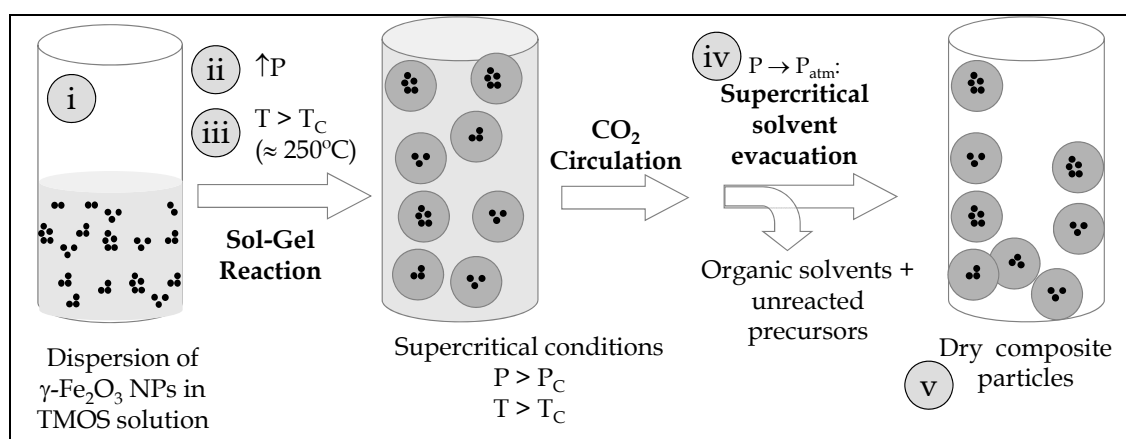 i
ii ↑P
iii T > T_C
(≈ 250ºC)
Sol-Gel
Reaction
Dispersion of
γ-Fe₂O₃ NPs in
TMOS solution
Supercritical conditions
P > P_C
T > T_C
CO₂
Circulation
iv P → P_atm:
Supercritical
solvent
evacuation
Organic solvents +
unreacted
precursors
Dry composite
particles
v